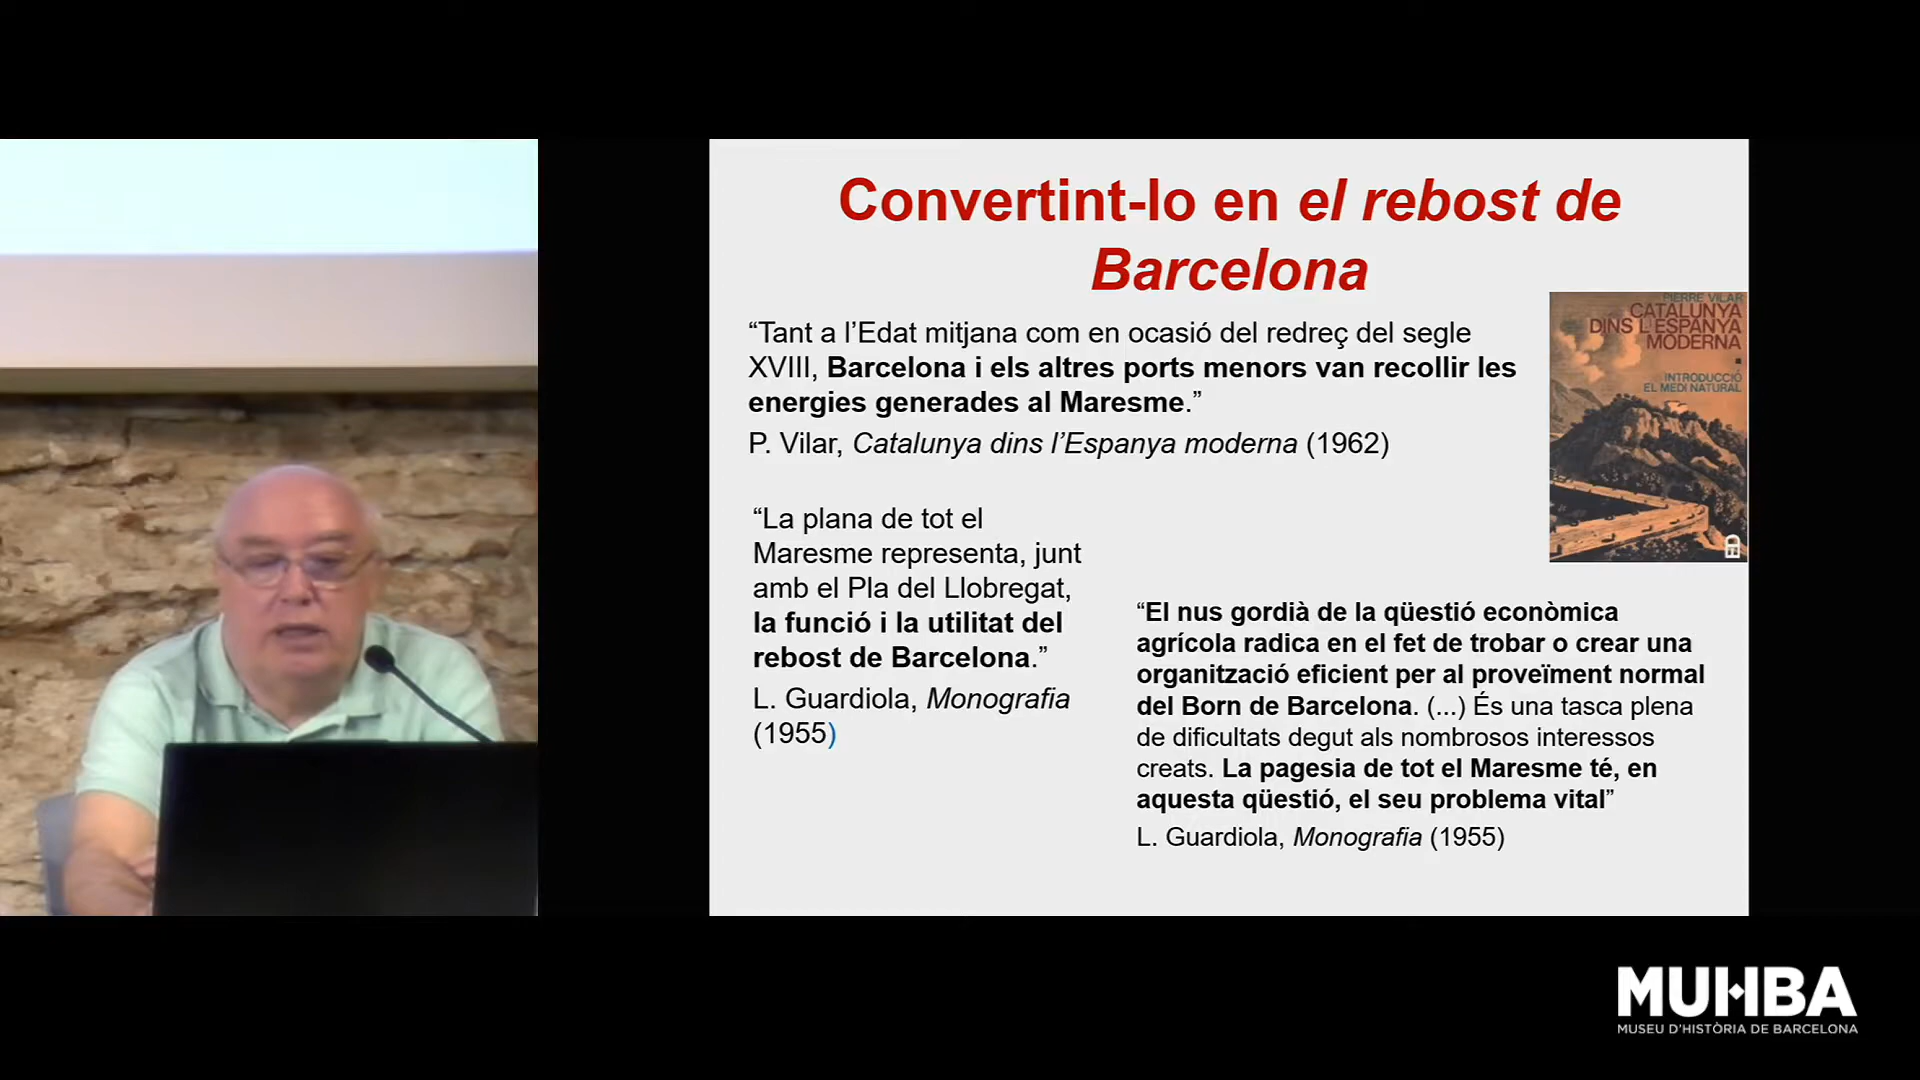 Convertint-lo en el rebost de
Barcelona
“Tant a l’Edat mitjana com en ocasió del redreç del segle
XVIII, Barcelona i els altres ports menors van recollir les
energies generades al Maresme.”
P. Vilar, Catalunya dins l’Espanya moderna (1962)
PIERRE VILAR
CATALUNYA
DINS L'ESPANYA
MODERNA
INTRODUCCIÓ
EL MEDI NATURAL
“La plana de tot el
Maresme representa, junt
amb el Pla del Llobregat,
la funció i la utilitat del
rebost de Barcelona.”
L. Guardiola, Monografia
(1955)
“El nus gordià de la qüestió econòmica
agrícola radica en el fet de trobar o crear una
organització eficient per al proveïment normal
del Born de Barcelona. (...) És una tasca plena
de dificultats degut als nombrosos interessos
creats. La pagesia de tot el Maresme té, en
aquesta qüestió, el seu problema vital”
L. Guardiola, Monografia (1955)
MUHBA
MUSEU D'HISTÒRIA DE BARCELONA